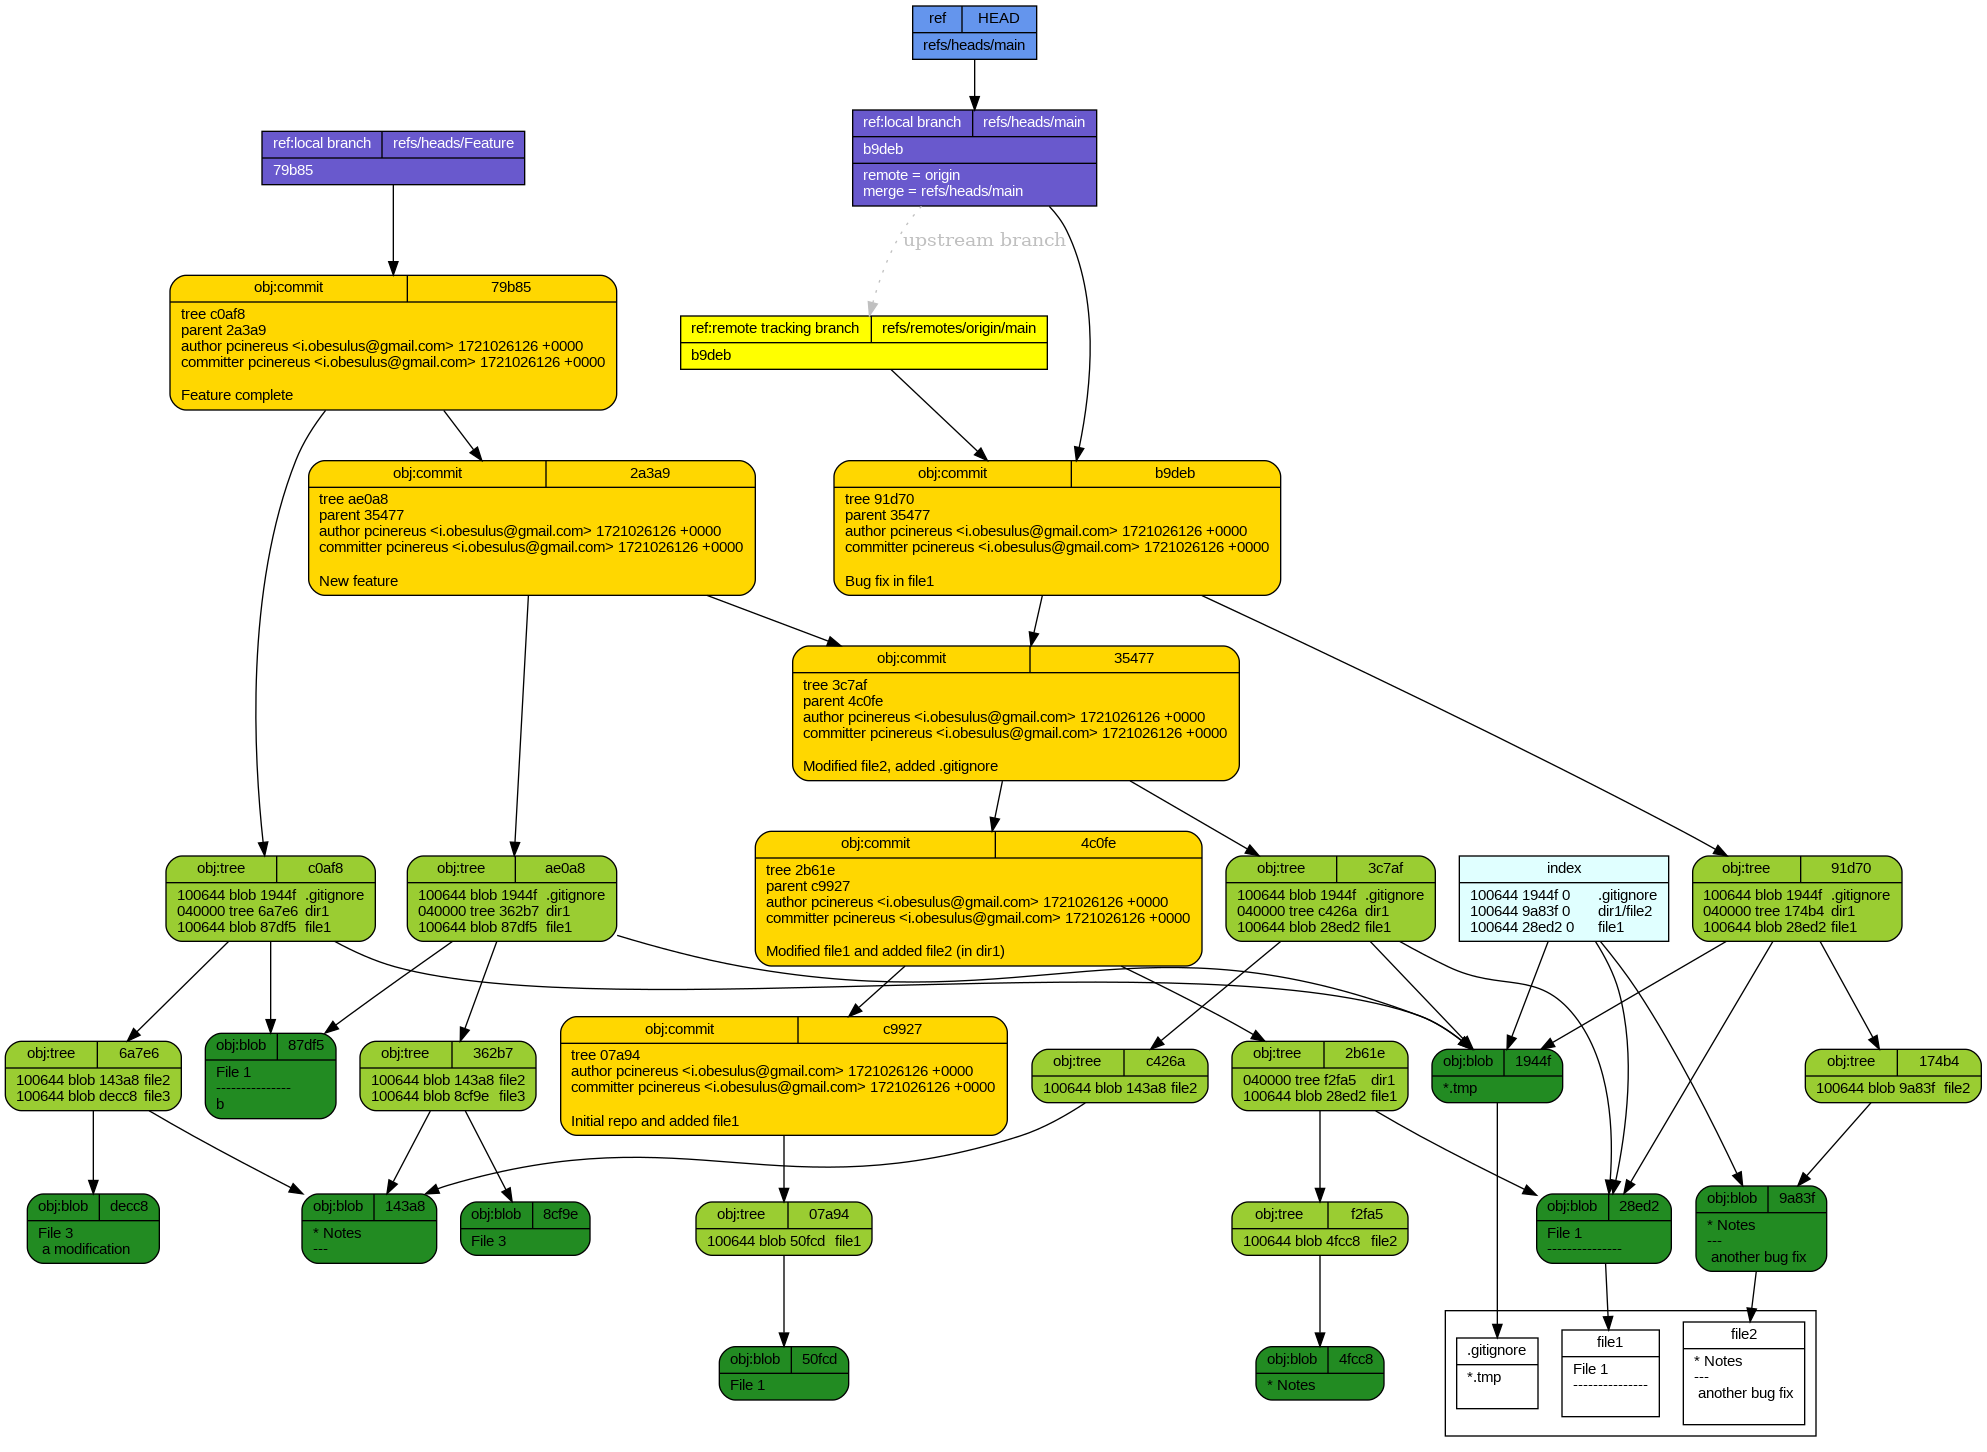 ref HEAD
refs/heads/main
ref:local branch refs/heads/main
b9deb
remote = origin
merge = refs/heads/main
ref:local branch refs/heads/Feature
79b85
upstream branch
obj:commit 79b85
tree c0af8
parent 2a3a9
author pcinereus <i.obesulus@gmail.com> 1721026126 +0000
committer pcinereus <i.obesulus@gmail.com> 1721026126 +0000
Feature complete
ref:remote tracking branch refs/remotes/origin/main
b9deb
obj:commit 2a3a9
tree ae0a8
parent 35477
author pcinereus <i.obesulus@gmail.com> 1721026126 +0000
committer pcinereus <i.obesulus@gmail.com> 1721026126 +0000
New feature
obj:commit b9deb
tree 91d70
parent 35477
author pcinereus <i.obesulus@gmail.com> 1721026126 +0000
committer pcinereus <i.obesulus@gmail.com> 1721026126 +0000
Bug fix in file1
obj:commit 35477
tree 3c7af
parent 4c0fe
author pcinereus <i.obesulus@gmail.com> 1721026126 +0000
committer pcinereus <i.obesulus@gmail.com> 1721026126 +0000
Modified file2, added .gitignore
obj:tree c0af8
100644 blob 1944f .gitignore
040000 tree 6a7e6 dir1
100644 blob 87df5 file1
obj:tree ae0a8
100644 blob 1944f .gitignore
040000 tree 362b7 dir1
100644 blob 87df5 file1
obj:commit 4c0fe
tree 2b61e
parent c9927
author pcinereus <i.obesulus@gmail.com> 1721026126 +0000
committer pcinereus <i.obesulus@gmail.com> 1721026126 +0000
Modified file1 and added file2 (in dir1)
obj:tree 3c7af
100644 blob 1944f .gitignore
040000 tree c426a dir1
100644 blob 28ed2 file1
index
100644 1944f 0 .gitignore
100644 9a83f 0 dir1/file2
100644 28ed2 0 file1
obj:tree 91d70
100644 blob 1944f .gitignore
040000 tree 174b4 dir1
100644 blob 28ed2 file1
obj:tree 6a7e6
100644 blob 143a8 file2
100644 blob decc8 file3
obj:blob 87df5
File 1
---------------
b
obj:tree 362b7
100644 blob 143a8 file2
100644 blob 8cf9e file3
obj:commit c9927
tree 07a94
author pcinereus <i.obesulus@gmail.com> 1721026126 +0000
committer pcinereus <i.obesulus@gmail.com> 1721026126 +0000
Initial repo and added file1
obj:tree c426a
100644 blob 143a8 file2
obj:tree 2b61e
040000 tree f2fa5 dir1
100644 blob 28ed2 file1
obj:blob 1944f
*.tmp
obj:tree 174b4
100644 blob 9a83f file2
obj:blob decc8
File 3
a modification
obj:blob 143a8
* Notes
---
obj:blob 8cf9e
File 3
obj:tree 07a94
100644 blob 50fcd file1
obj:tree f2fa5
100644 blob 4fcc8 file2
obj:blob 28ed2
File 1
---------------
obj:blob 9a83f
* Notes
---
another bug fix
obj:blob 50fcd
File 1
obj:blob 4fcc8
* Notes
.gitignore
*.tmp
file1
File 1
---------------
file2
* Notes
---
another bug fix